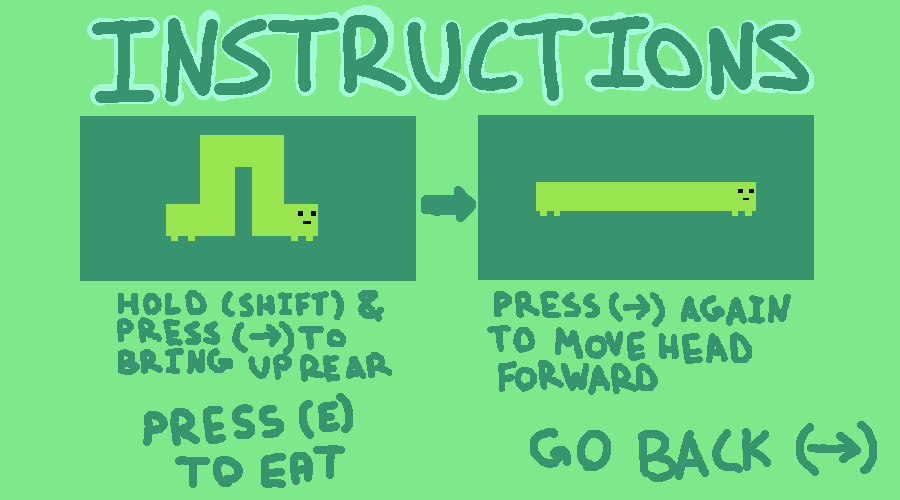 INSTRUCTIONS
HOLD (SHIFT) &
PRESS (→) TO
BRING UP REAR
PRESS (→) AGAIN
TO MOVE HEAD
FORWARD
PRESS (E)
TO EAT
GO BACK (→)